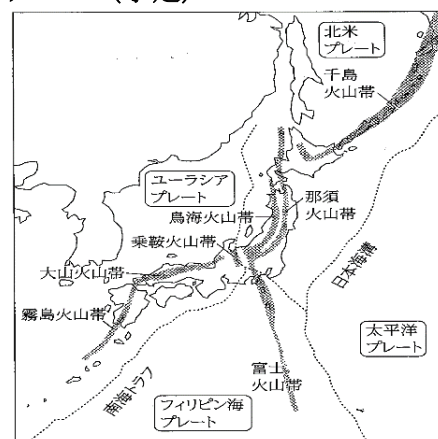 北米
プレート
千島
火山帯
ユーラシア
プレート
那須
火山帯
鳥海火山帯
乗鞍火山帯
大山火山帯
日本海溝
霧島火山帯
太平洋
プレート
富士
火山帯
南海トラフ
フィリピン海
プレート